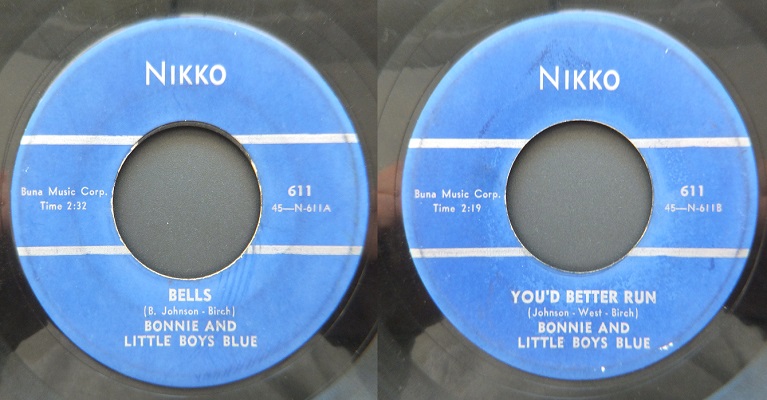 NIKKO
Buna Music Corp.
Time 2:32
611
45—N-611A
BELLS
(B. Johnson - Birch)
BONNIE AND
LITTLE BOYS BLUE
NIKKO
Buna Music Corp.
Time 2:19
611
45—N-611B
YOU'D BETTER RUN
(Johnson - West - Birch)
BONNIE AND
LITTLE BOYS BLUE